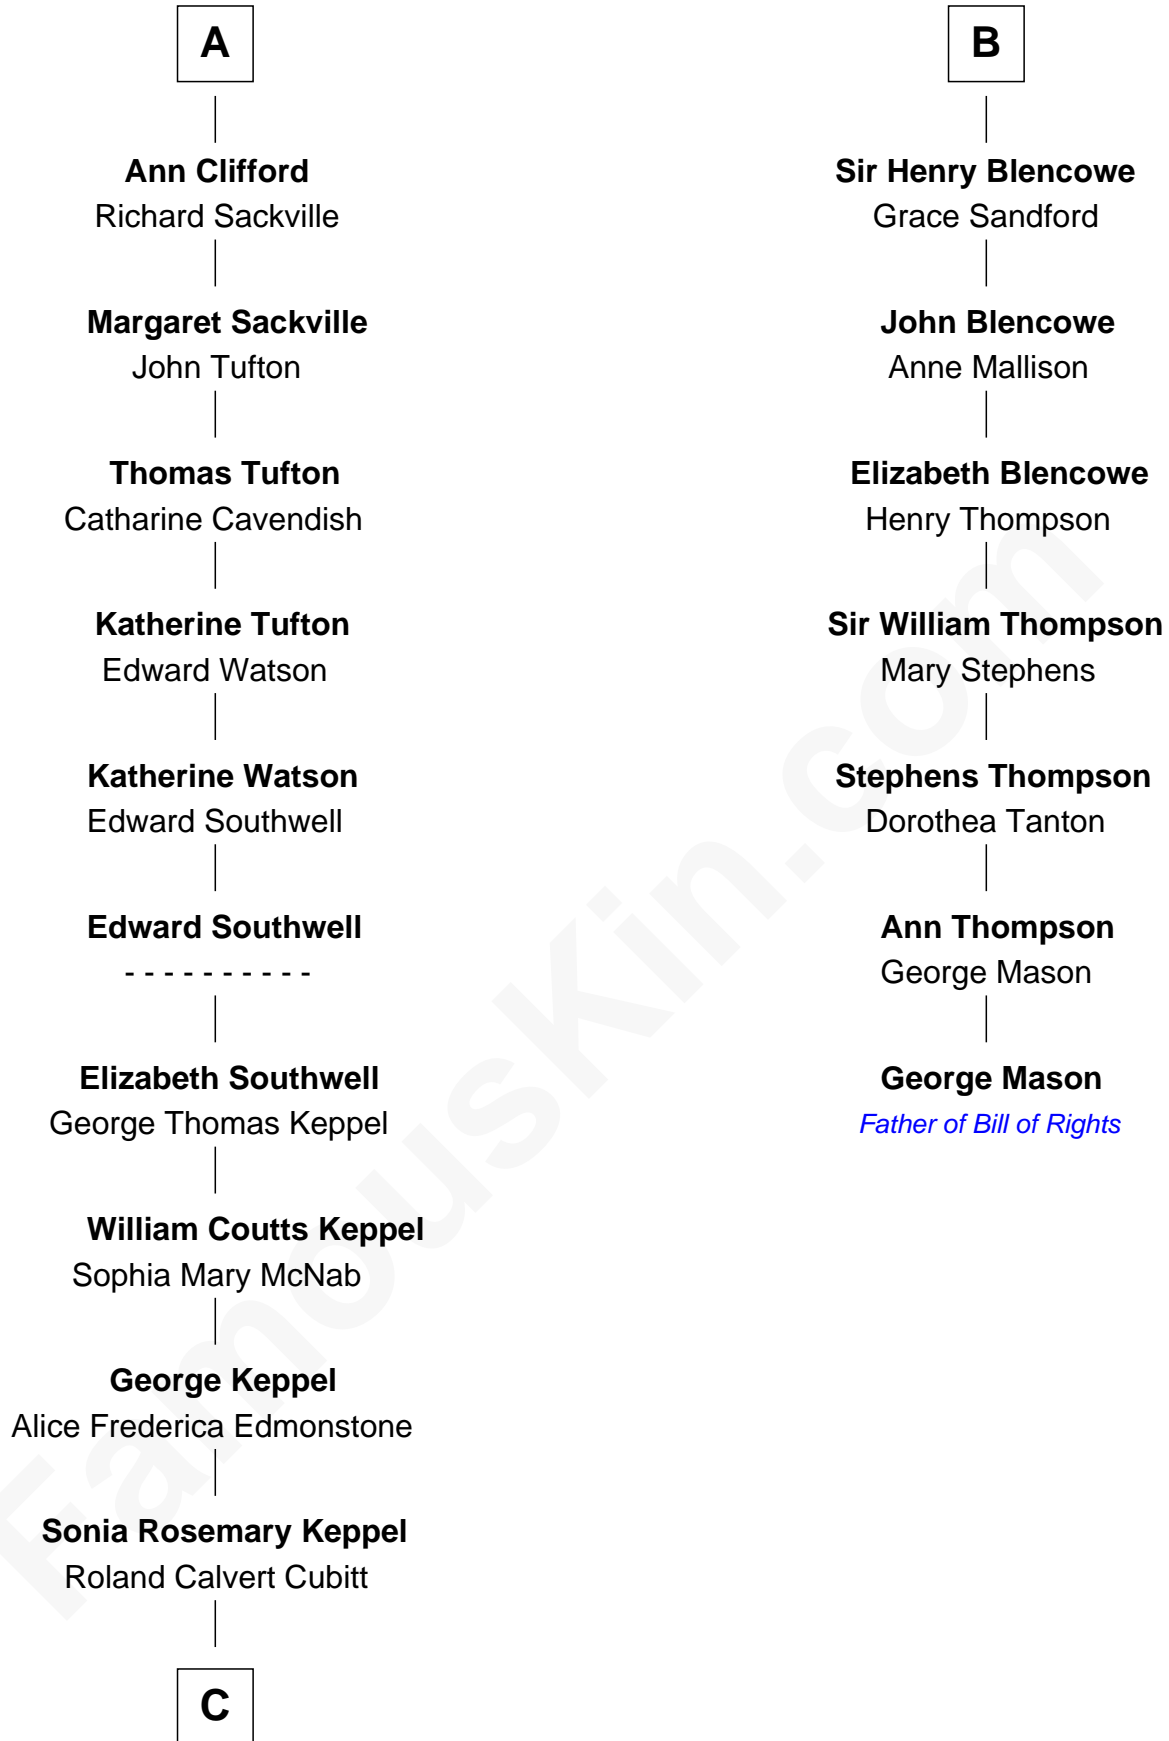 A
Ann Clifford
Richard Sackville
Margaret Sackville
John Tufton
Thomas Tufton
Catharine Cavendish
Katherine Tufton
Edward Watson
Katherine Watson
Edward Southwell
Edward Southwell
- - - - - - - - - -
Elizabeth Southwell
George Thomas Keppel
William Coutts Keppel
Sophia Mary McNab
George Keppel
Alice Frederica Edmonstone
Sonia Rosemary Keppel
Roland Calvert Cubitt
C
B
Sir Henry Blencowe
Grace Sandford
John Blencowe
Anne Mallison
Elizabeth Blencowe
Henry Thompson
Sir William Thompson
Mary Stephens
Stephens Thompson
Dorothea Tanton
Ann Thompson
George Mason
George Mason
Father of Bill of Rights
FamousKin.com